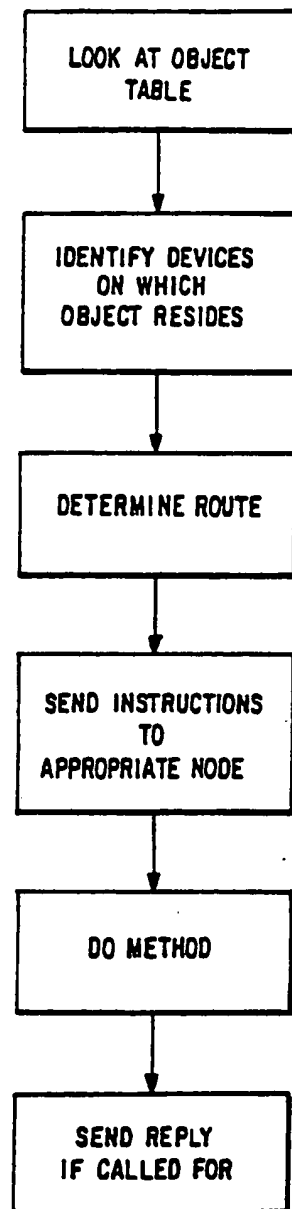 LOOK AT OBJECT
TABLE
IDENTIFY DEVICES
ON WHICH
OBJECT RESIDES
DETERMINE ROUTE
SEND INSTRUCTIONS
TO
APPROPRIATE NODE
DO METHOD
SEND REPLY
IF CALLED FOR